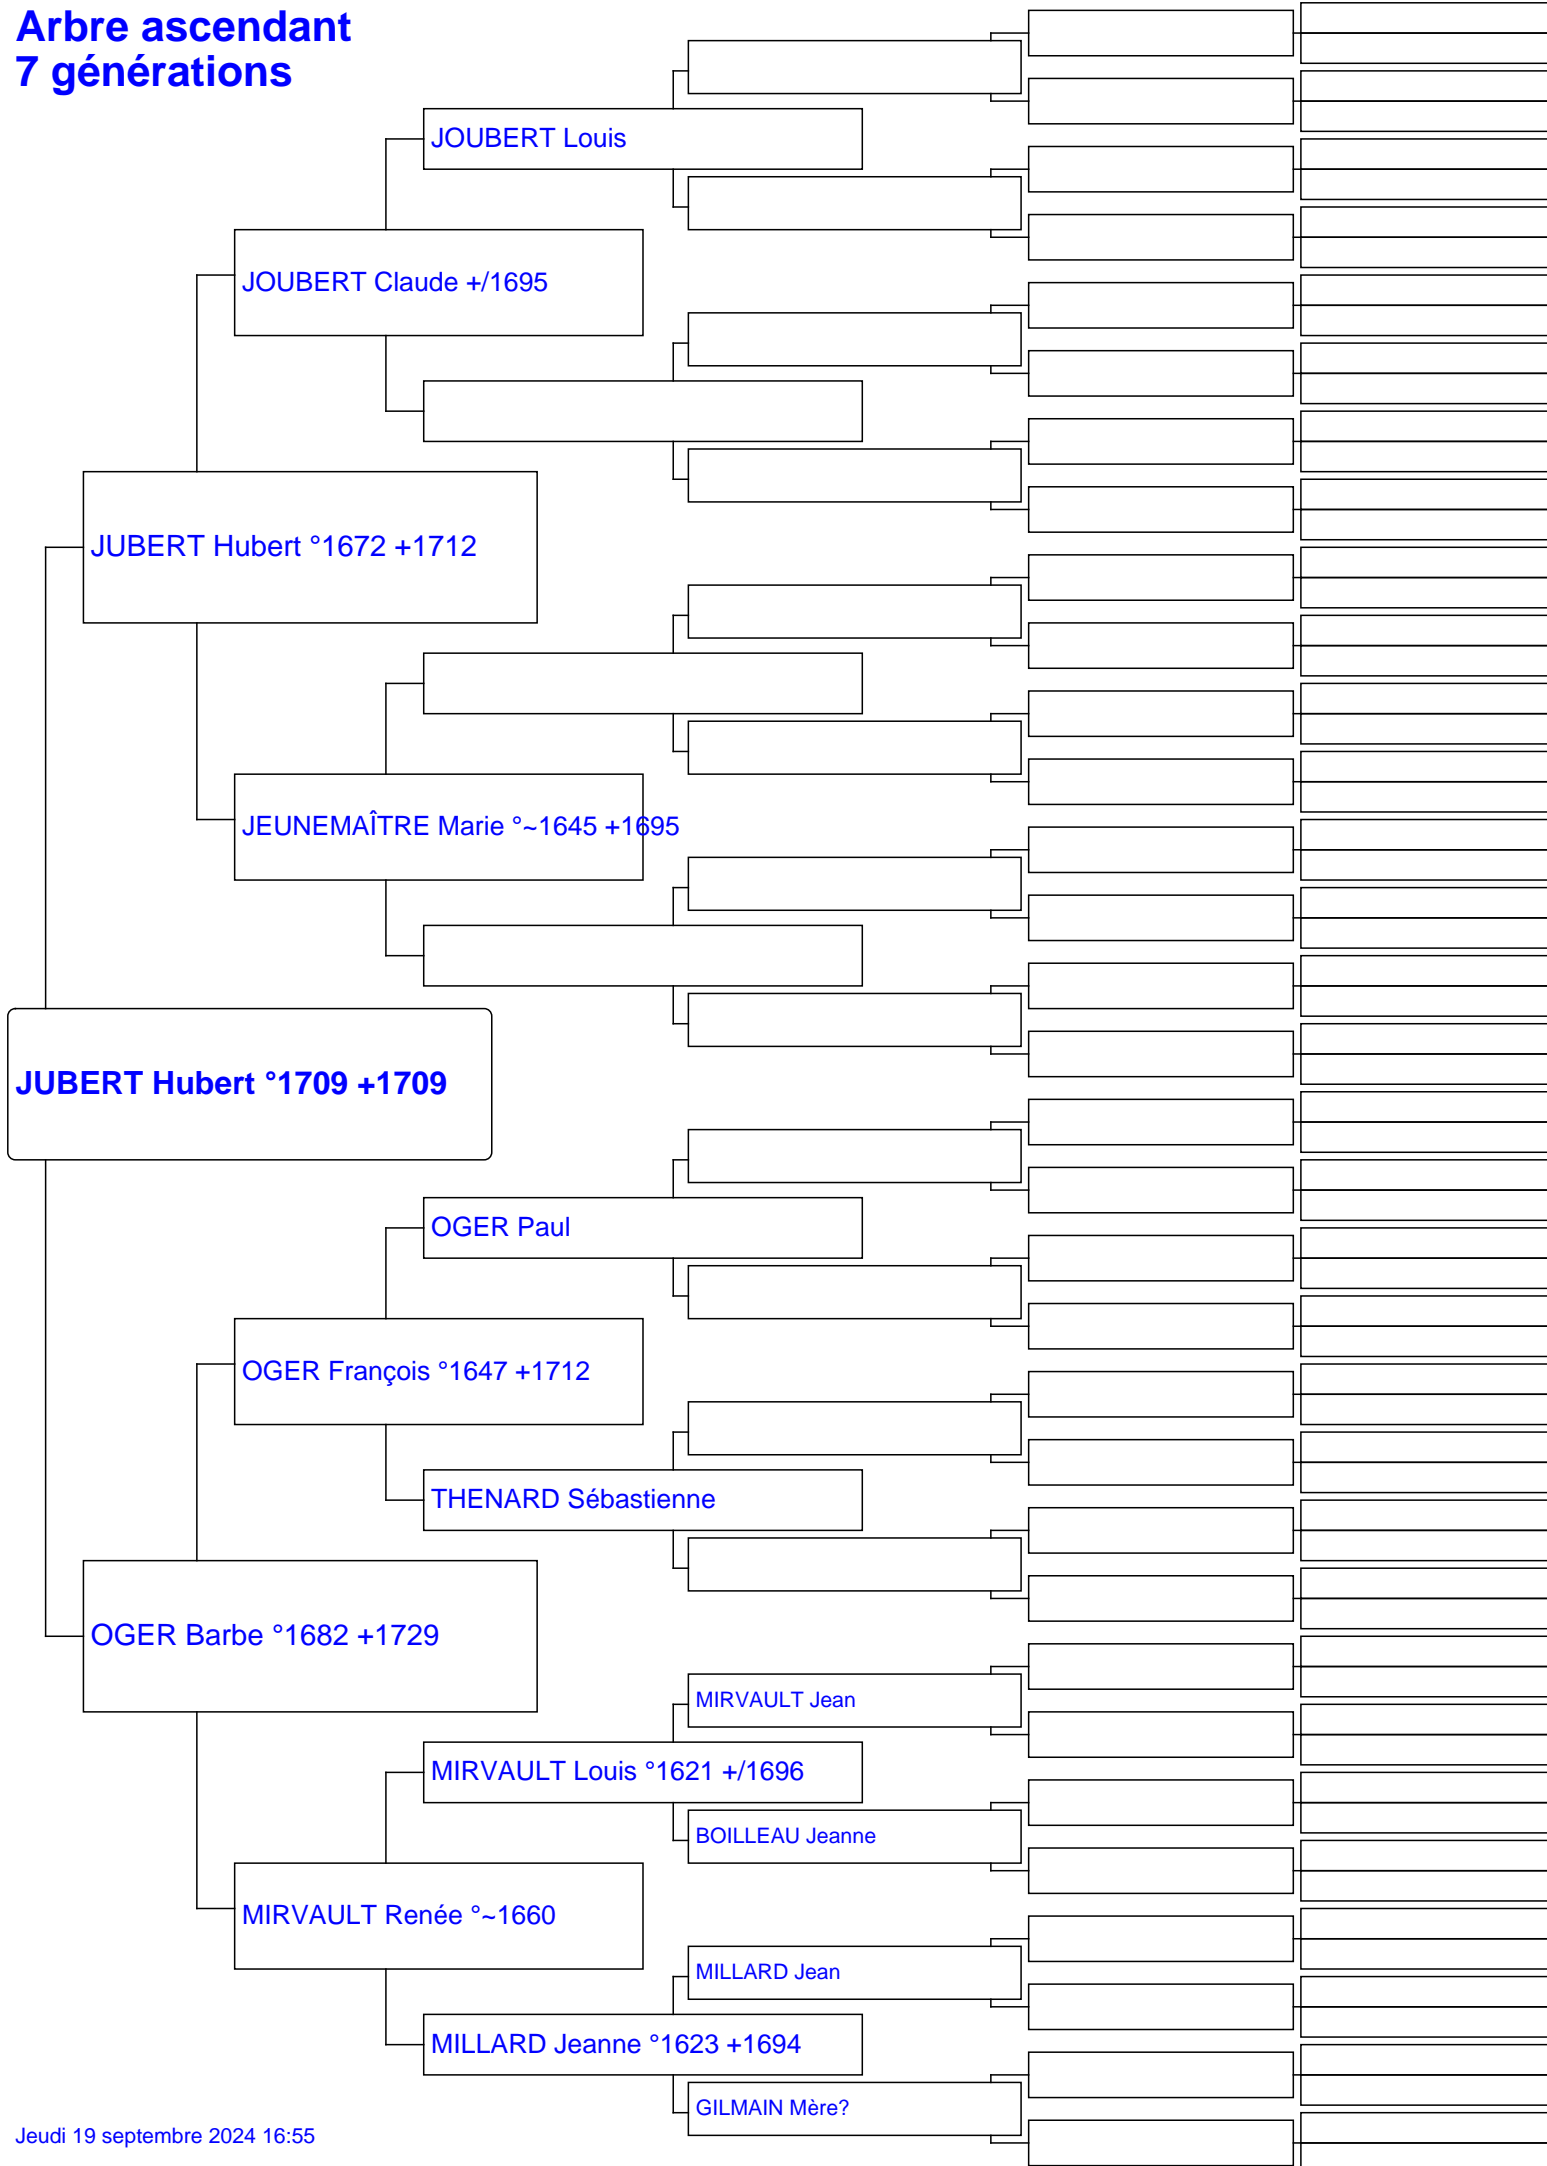 Arbre ascendant
7 générations
JOUBERT Louis
JOUBERT Claude +/1695
JUBERT Hubert °1672 +1712
JEUNEMAÎTRE Marie °~1645 +1695
JUBERT Hubert °1709 +1709
OGER Paul
OGER François °1647 +1712
THENARD Sébastienne
OGER Barbe °1682 +1729
MIRVAULT Jean
MIRVAULT Louis °1621 +/1696
BOILLEAU Jeanne
MIRVAULT Renée °~1660
MILLARD Jean
MILLARD Jeanne °1623 +1694
GILMAIN Mère?
Jeudi 19 septembre 2024 16:55